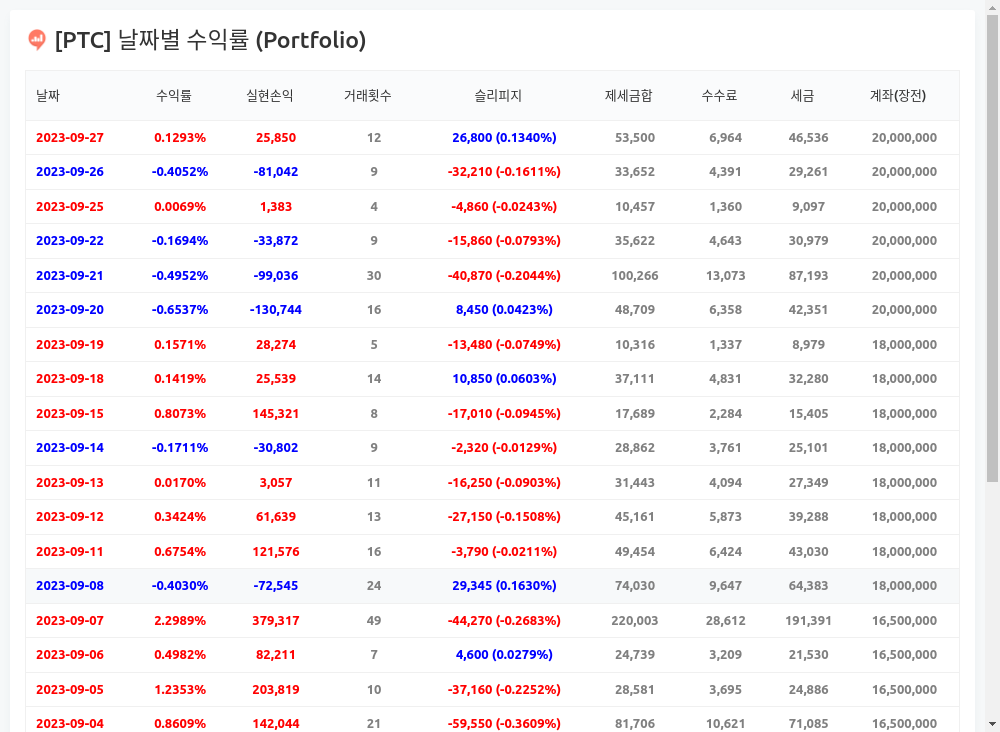 [PTC] 날짜별 수익률 (Portfolio)
날짜 수익률 실현손익 거래횟수 슬리피지 제세금합 수수료 세금 계좌(장전)
2023-09-27 0.1293% 25,850 12 26,800 (0.1340%) 53,500 6,964 46,536 20,000,000
2023-09-26 -0.4052% -81,042 9 -32,210 (-0.1611%) 33,652 4,391 29,261 20,000,000
2023-09-25 0.0069% 1,383 4 -4,860 (-0.0243%) 10,457 1,360 9,097 20,000,000
2023-09-22 -0.1694% -33,872 9 -15,860 (-0.0793%) 35,622 4,643 30,979 20,000,000
2023-09-21 -0.4952% -99,036 30 -40,870 (-0.2044%) 100,266 13,073 87,193 20,000,000
2023-09-20 -0.6537% -130,744 16 8,450 (0.0423%) 48,709 6,358 42,351 20,000,000
2023-09-19 0.1571% 28,274 5 -13,480 (-0.0749%) 10,316 1,337 8,979 18,000,000
2023-09-18 0.1419% 25,539 14 10,850 (0.0603%) 37,111 4,831 32,280 18,000,000
2023-09-15 0.8073% 145,321 8 -17,010 (-0.0945%) 17,689 2,284 15,405 18,000,000
2023-09-14 -0.1711% -30,802 9 -2,320 (-0.0129%) 28,862 3,761 25,101 18,000,000
2023-09-13 0.0170% 3,057 11 -16,250 (-0.0903%) 31,443 4,094 27,349 18,000,000
2023-09-12 0.3424% 61,639 13 -27,150 (-0.1508%) 45,161 5,873 39,288 18,000,000
2023-09-11 0.6754% 121,576 16 -3,790 (-0.0211%) 49,454 6,424 43,030 18,000,000
2023-09-08 -0.4030% -72,545 24 29,345 (0.1630%) 74,030 9,647 64,383 18,000,000
2023-09-07 2.2989% 379,317 49 -44,270 (-0.2683%) 220,003 28,612 191,391 16,500,000
2023-09-06 0.4982% 82,211 7 4,600 (0.0279%) 24,739 3,209 21,530 16,500,000
2023-09-05 1.2353% 203,819 10 -37,160 (-0.2252%) 28,581 3,695 24,886 16,500,000
2023-09-04 0.8609% 142,044 21 -59,550 (-0.3609%) 81,706 10,621 71,085 16,500,000